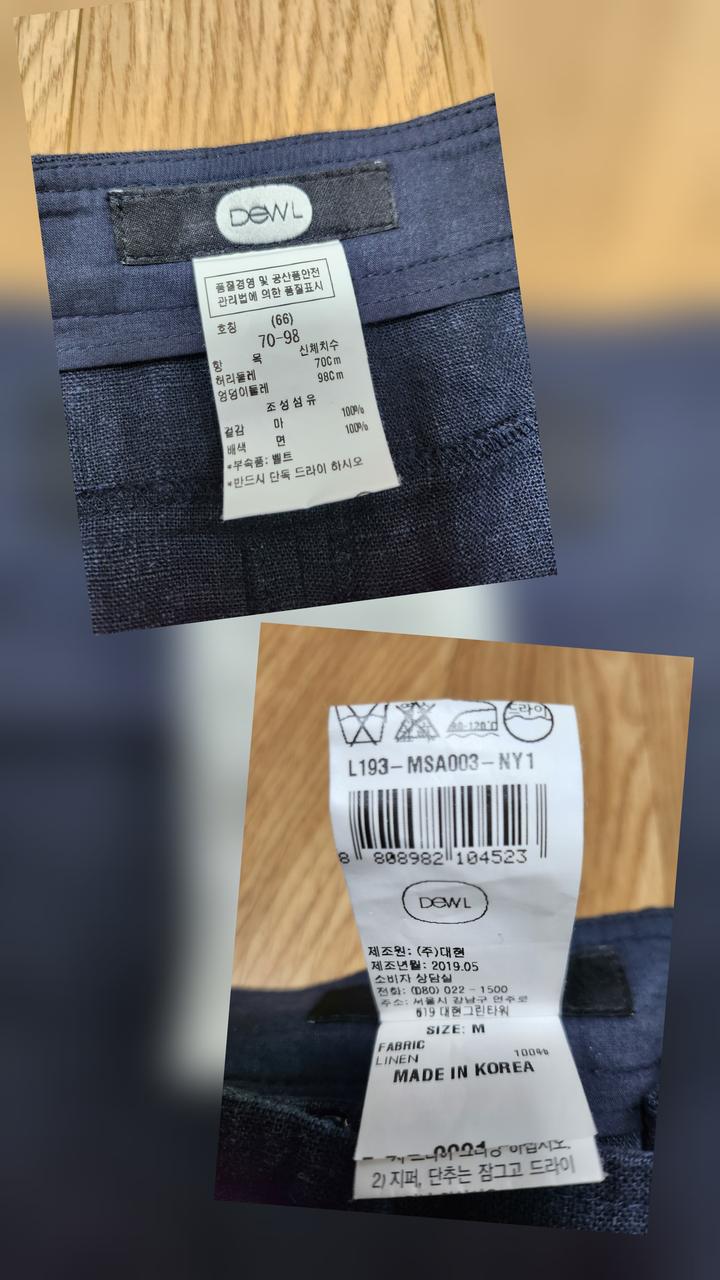 DEWL
품질경영 및 공산품안전
관리법에 의한 품질표시
호칭 (66)
70-98
항 목 신체치수
허리둘레 70Cm
엉덩이둘레 98Cm
조성섬유
겉감 마 100%
배색 면 100%
*부속품: 벨트
*반드시 단독 드라이 하시오
80-120℃
드라이
L193-MSA003-NY1
8 808982 104523
DEWL
제조원: (주)대현
제조년월: 2019.05
소비자 상담실
전화: (080) 022 - 1500
주소: 서울시 강남구 언주로
619 대현그린타워
SIZE: M
FABRIC
LINEN 100%
MADE IN KOREA
2) 지퍼, 단추는 잠그고 드라이